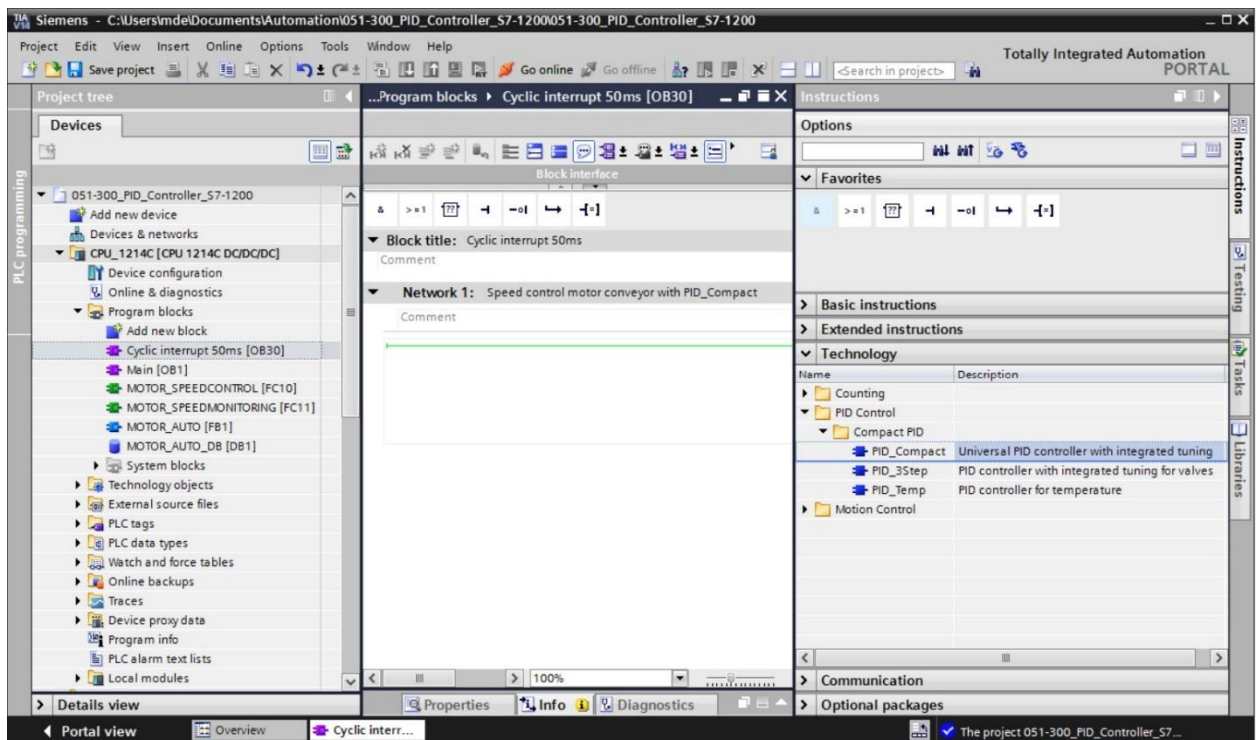 TIA V14 Siemens - C:\Users\mde\Documents\Automation\051-300_PID_Controller_S7-1200\051-300_PID_Controller_S7-1200
Project Edit View Insert Online Options Tools Window Help
Totally Integrated Automation
PORTAL
Save project Go online Go offline <Search in project>
Project tree
Devices
PLC programming
051-300_PID_Controller_S7-1200
Add new device
Devices & networks
CPU_1214C [CPU 1214C DC/DC/DC]
Device configuration
Online & diagnostics
Program blocks
Add new block
Cyclic interrupt 50ms [OB30]
Main [OB1]
MOTOR_SPEEDCONTROL [FC10]
MOTOR_SPEEDMONITORING [FC11]
MOTOR_AUTO [FB1]
MOTOR_AUTO_DB [DB1]
System blocks
Technology objects
External source files
PLC tags
PLC data types
Watch and force tables
Online backups
Traces
Device proxy data
Program info
PLC alarm text lists
Local modules
Details view
...Program blocks Cyclic interrupt 50ms [OB30]
Block interface
& >=1 ?? -| -o| -[=]
Block title: Cyclic interrupt 50ms
Comment
Network 1: Speed control motor conveyor with PID_Compact
Comment
100%
Properties Info Diagnostics
Instructions
Options
Favorites
& >=1 ?? -| -o| -[=]
Basic instructions
Extended instructions
Technology
Name Description
Counting
PID Control
Compact PID
PID_Compact Universal PID controller with integrated tuning
PID_3Step PID controller with integrated tuning for valves
PID_Temp PID controller for temperature
Motion Control
Communication
Optional packages
Instructions
Testing
Tasks
Libraries
Portal view Overview Cyclic interr... The project 051-300_PID_Controller_S7...